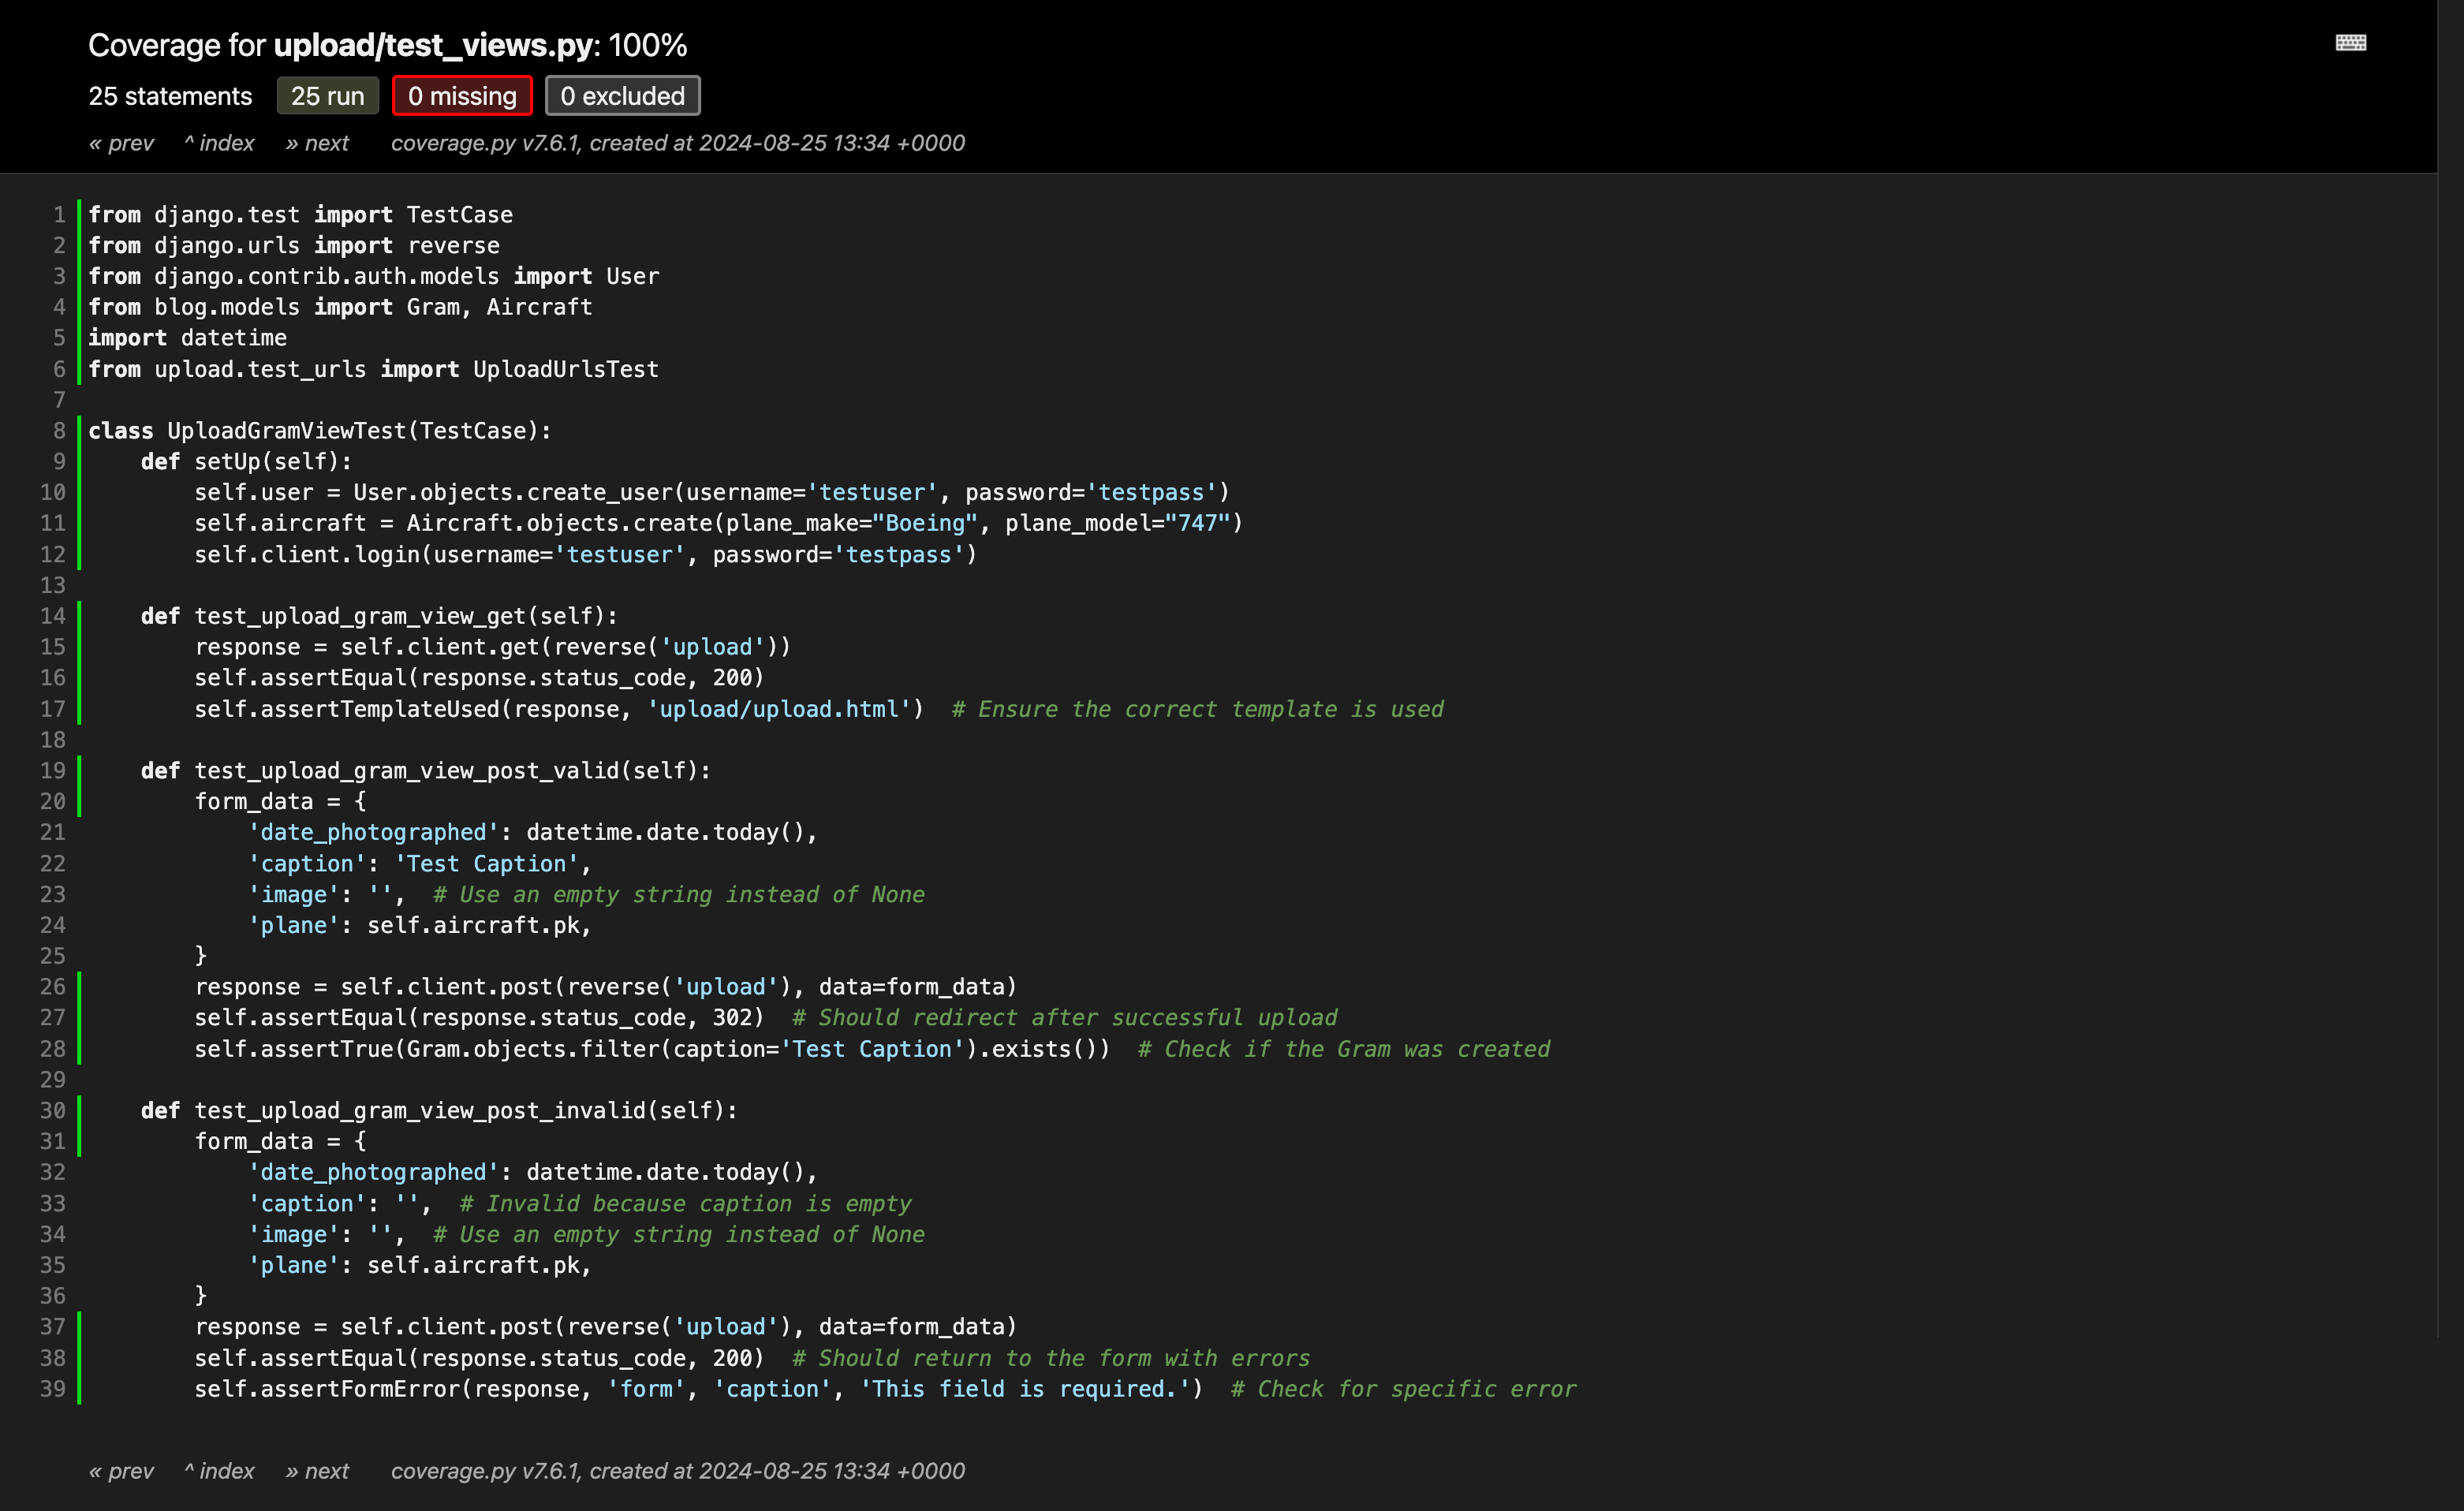 Coverage for upload/test_views.py: 100%
25 statements 25 run 0 missing 0 excluded
« prev ^ index » next coverage.py v7.6.1, created at 2024-08-25 13:34 +0000
1 from django.test import TestCase
2 from django.urls import reverse
3 from django.contrib.auth.models import User
4 from blog.models import Gram, Aircraft
5 import datetime
6 from upload.test_urls import UploadUrlsTest
7
8 class UploadGramViewTest(TestCase):
9     def setUp(self):
10         self.user = User.objects.create_user(username='testuser', password='testpass')
11         self.aircraft = Aircraft.objects.create(plane_make="Boeing", plane_model="747")
12         self.client.login(username='testuser', password='testpass')
13
14     def test_upload_gram_view_get(self):
15         response = self.client.get(reverse('upload'))
16         self.assertEqual(response.status_code, 200)
17         self.assertTemplateUsed(response, 'upload/upload.html')  # Ensure the correct template is used
18
19     def test_upload_gram_view_post_valid(self):
20         form_data = {
21             'date_photographed': datetime.date.today(),
22             'caption': 'Test Caption',
23             'image': '',  # Use an empty string instead of None
24             'plane': self.aircraft.pk,
25         }
26         response = self.client.post(reverse('upload'), data=form_data)
27         self.assertEqual(response.status_code, 302)  # Should redirect after successful upload
28         self.assertTrue(Gram.objects.filter(caption='Test Caption').exists())  # Check if the Gram was created
29
30     def test_upload_gram_view_post_invalid(self):
31         form_data = {
32             'date_photographed': datetime.date.today(),
33             'caption': '',  # Invalid because caption is empty
34             'image': '',  # Use an empty string instead of None
35             'plane': self.aircraft.pk,
36         }
37         response = self.client.post(reverse('upload'), data=form_data)
38         self.assertEqual(response.status_code, 200)  # Should return to the form with errors
39         self.assertFormError(response, 'form', 'caption', 'This field is required.')  # Check for specific error
« prev ^ index » next coverage.py v7.6.1, created at 2024-08-25 13:34 +0000